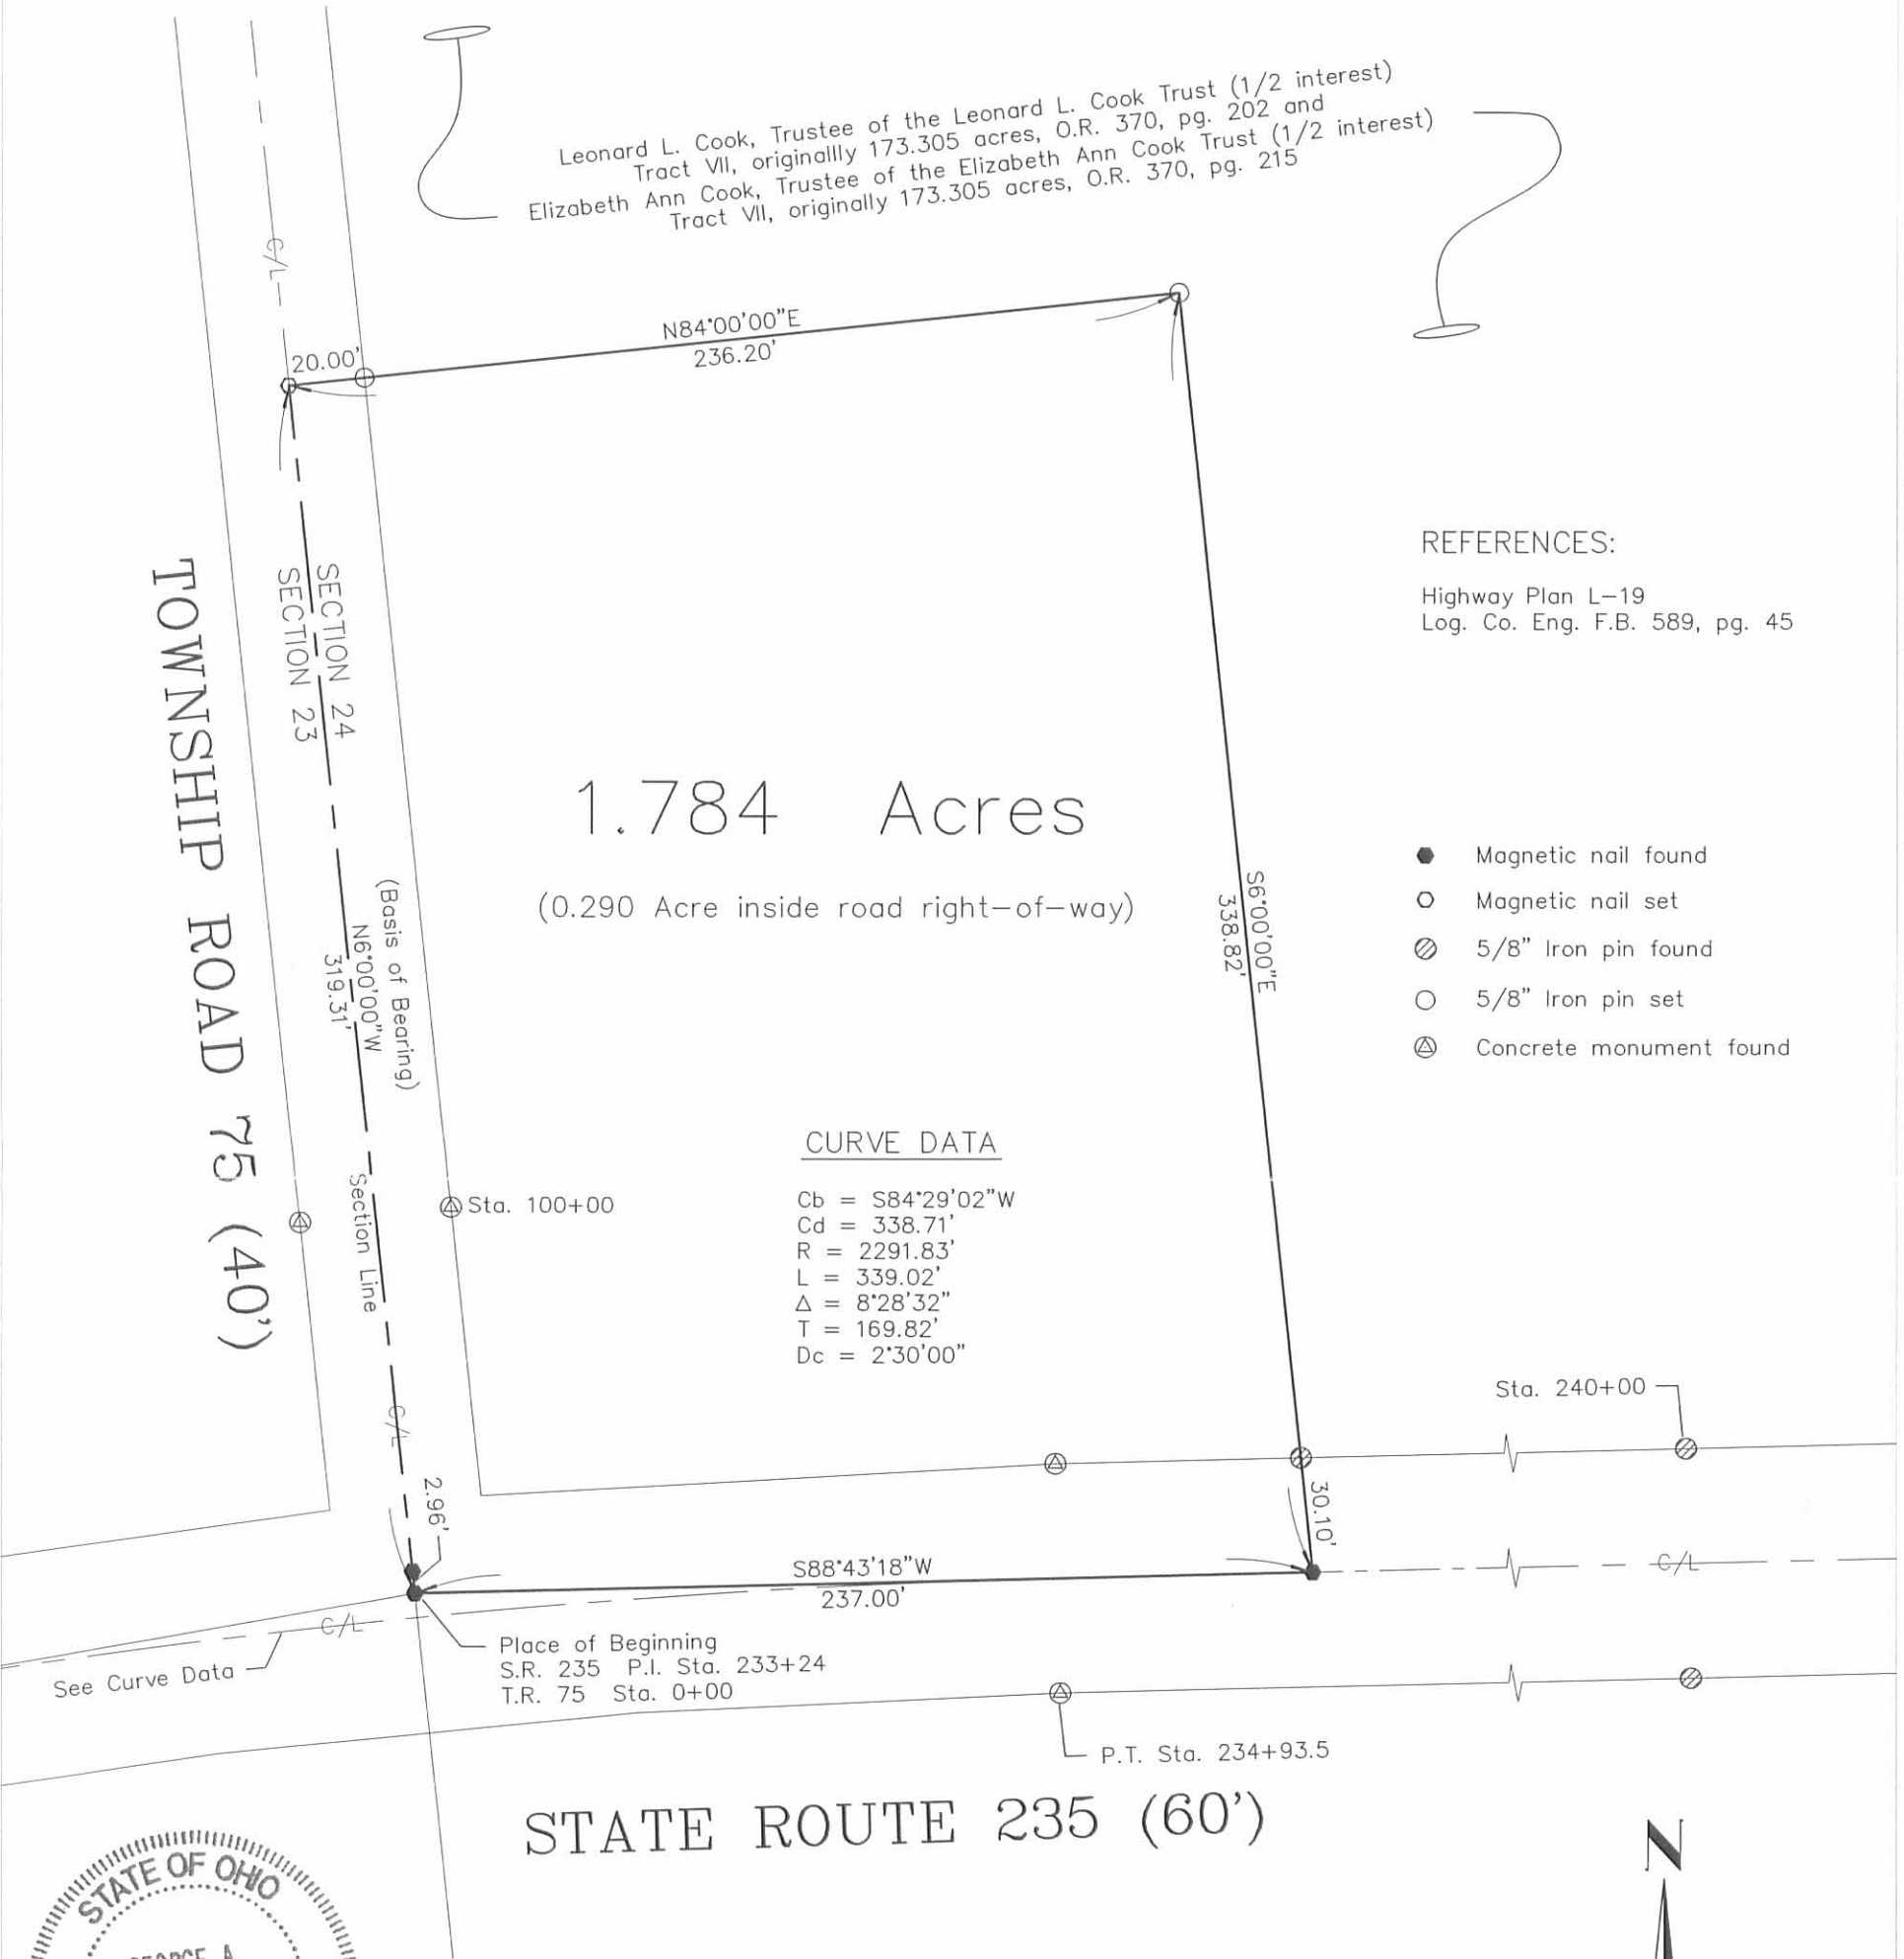 Leonard L. Cook, Trustee of the Leonard L. Cook Trust (1/2 interest)
Tract VII, originallly 173.305 acres, O.R. 370, pg. 202 and
Elizabeth Ann Cook, Trustee of the Elizabeth Ann Cook Trust (1/2 interest)
Tract VII, originally 173.305 acres, O.R. 370, pg. 215
C/L
N84°00'00"E
236.20'
20.00'
TOWNSHIP ROAD 75 (40')
SECTION 24
SECTION 23
REFERENCES:
Highway Plan L-19
Log. Co. Eng. F.B. 589, pg. 45
1.784 Acres
(0.290 Acre inside road right-of-way)
S6°00'00"E
338.82'
Magnetic nail found
Magnetic nail set
5/8" Iron pin found
5/8" Iron pin set
Concrete monument found
(Basis of Bearing)
N6°00'00"W
319.31'
Section Line
Sta. 100+00
CURVE DATA
Cb = S84°29'02"W
Cd = 338.71'
R = 2291.83'
L = 339.02'
Δ = 8°28'32"
T = 169.82'
Dc = 2°30'00"
Sta. 240+00
C/L
2.96'
30.10'
S88°43'18"W
237.00'
C/L
C/L
See Curve Data
Place of Beginning
S.R. 235 P.I. Sta. 233+24
T.R. 75 Sta. 0+00
P.T. Sta. 234+93.5
STATE ROUTE 235 (60')
STATE OF OHIO
N